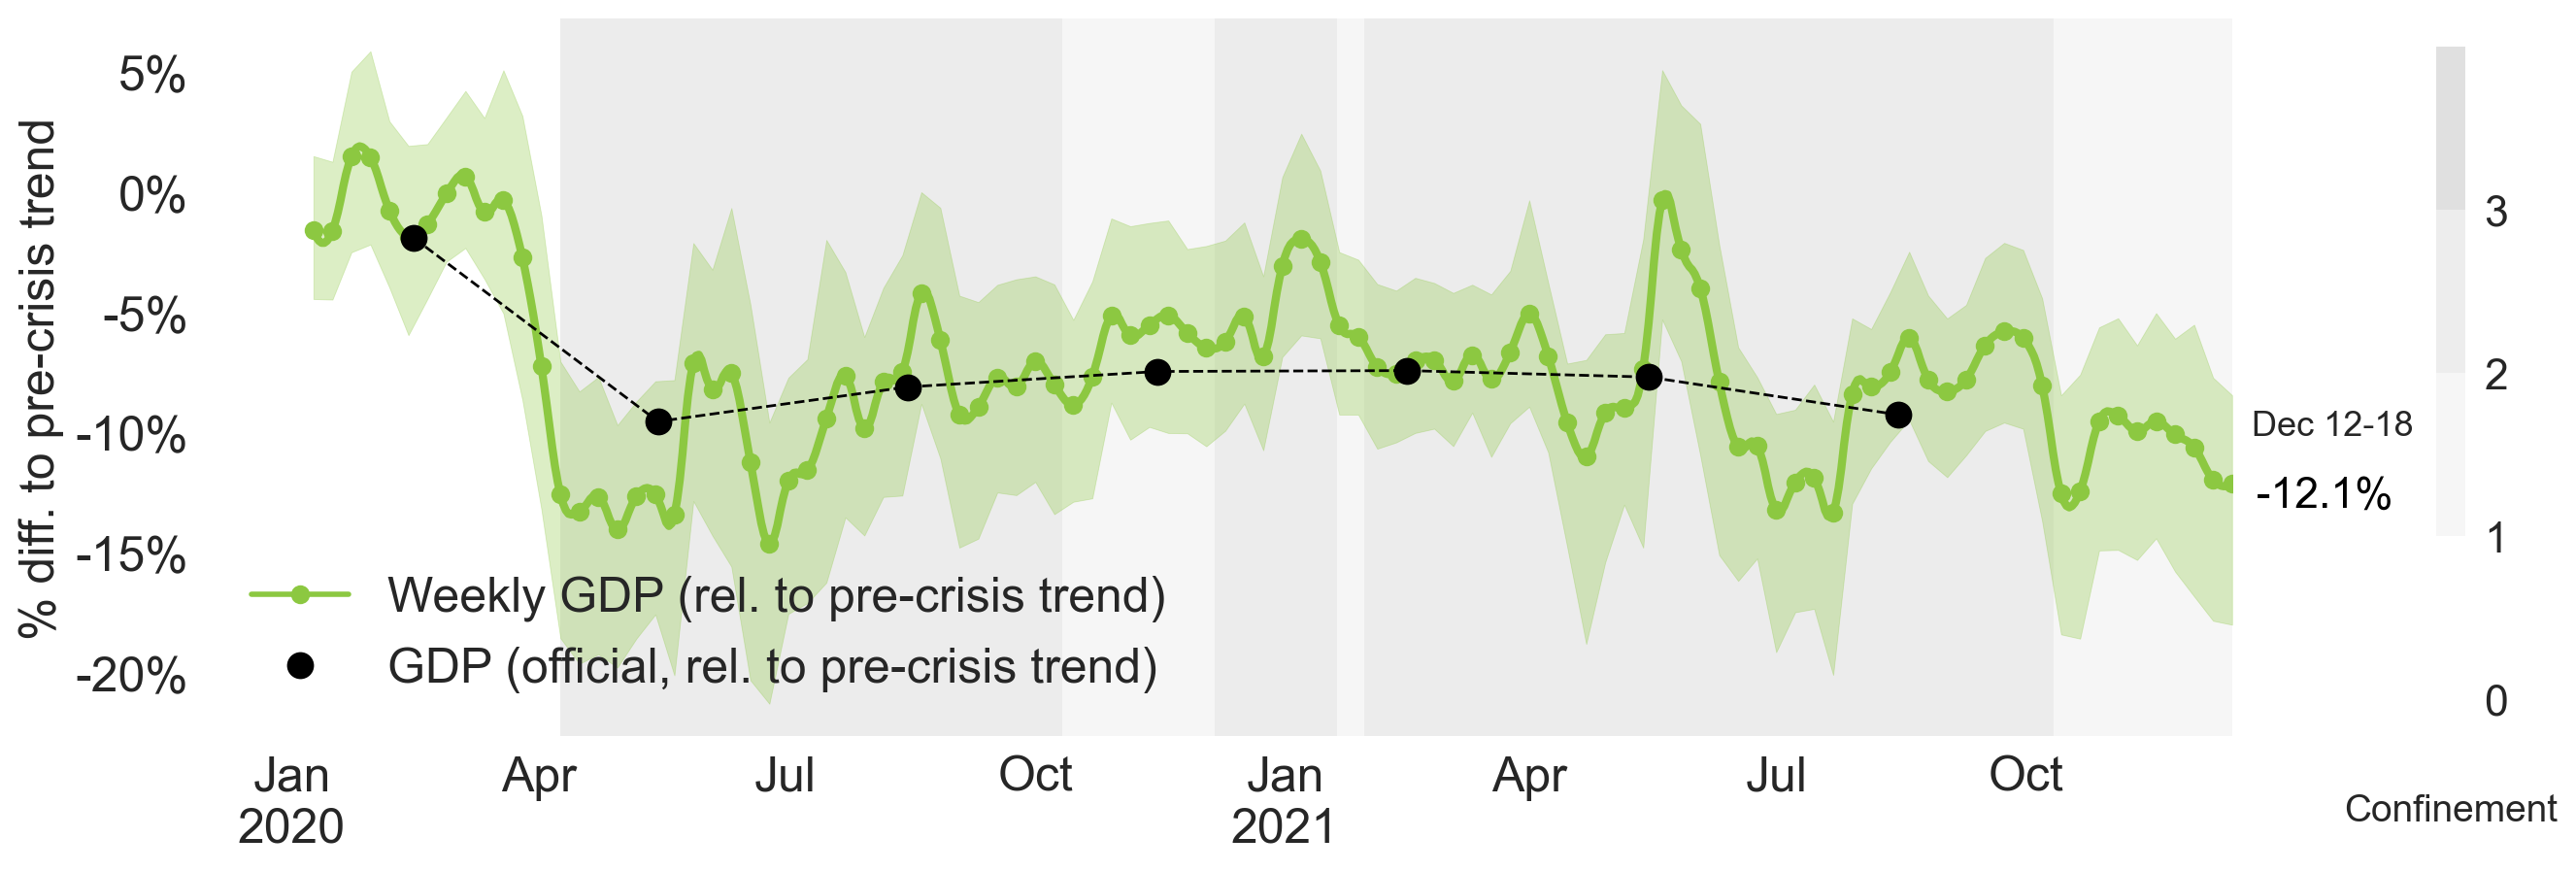 % diff. to pre-crisis trend
5%
0%
-5%
-10%
-15%
-20%
Weekly GDP (rel. to pre-crisis trend)
GDP (official, rel. to pre-crisis trend)
Jan Apr Jul Oct Jan Apr Jul Oct
2020 2021
Dec 12-18
-12.1%
3
2
1
0
Confinement